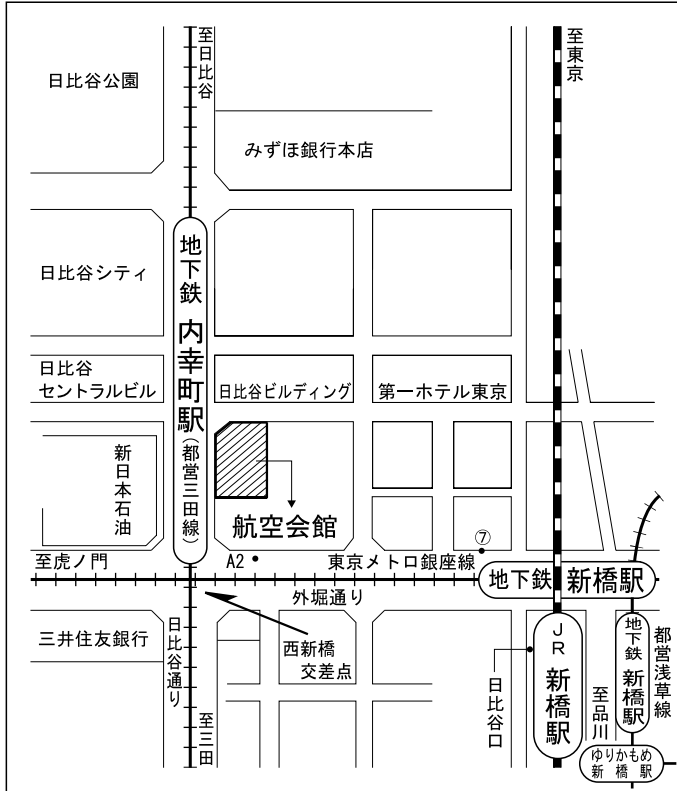 至日比谷
至東京
日比谷公園
みずほ銀行本店
地下鉄 内幸町駅(都営三田線)
日比谷シティ
日比谷
セントラルビル
日比谷ビルディング
第一ホテル東京
新日本石油
航空会館
⑦
至虎ノ門
A2
東京メトロ銀座線
地下鉄 新橋駅
外堀通り
三井住友銀行
日比谷通り
西新橋
交差点
至三田
日比谷口
JR 新橋駅
至品川
地下鉄 新橋駅
都営浅草線
ゆりかもめ
新橋駅